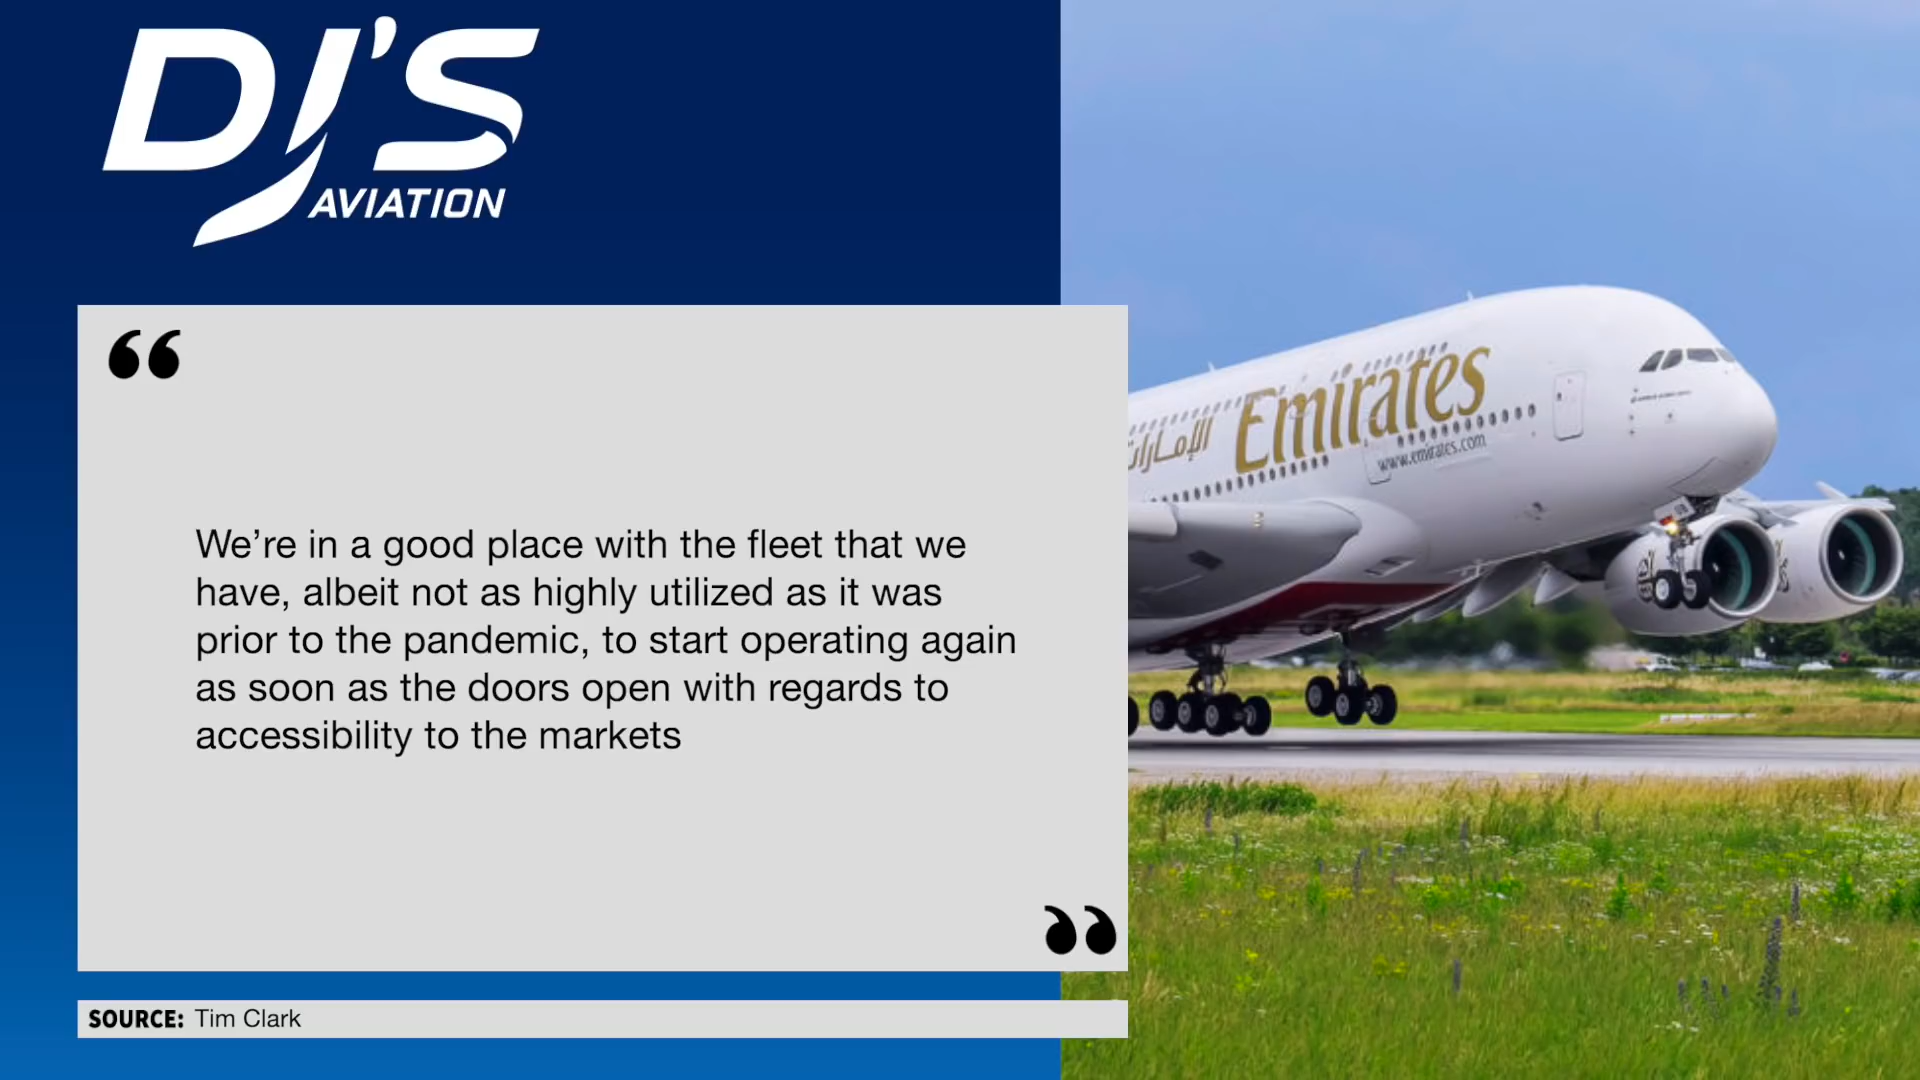 DJ'S
AVIATION
“
We’re in a good place with the fleet that we
have, albeit not as highly utilized as it was
prior to the pandemic, to start operating again
as soon as the doors open with regards to
accessibility to the markets
”
SOURCE: Tim Clark
Emirates
الإمارات
www.emirates.com